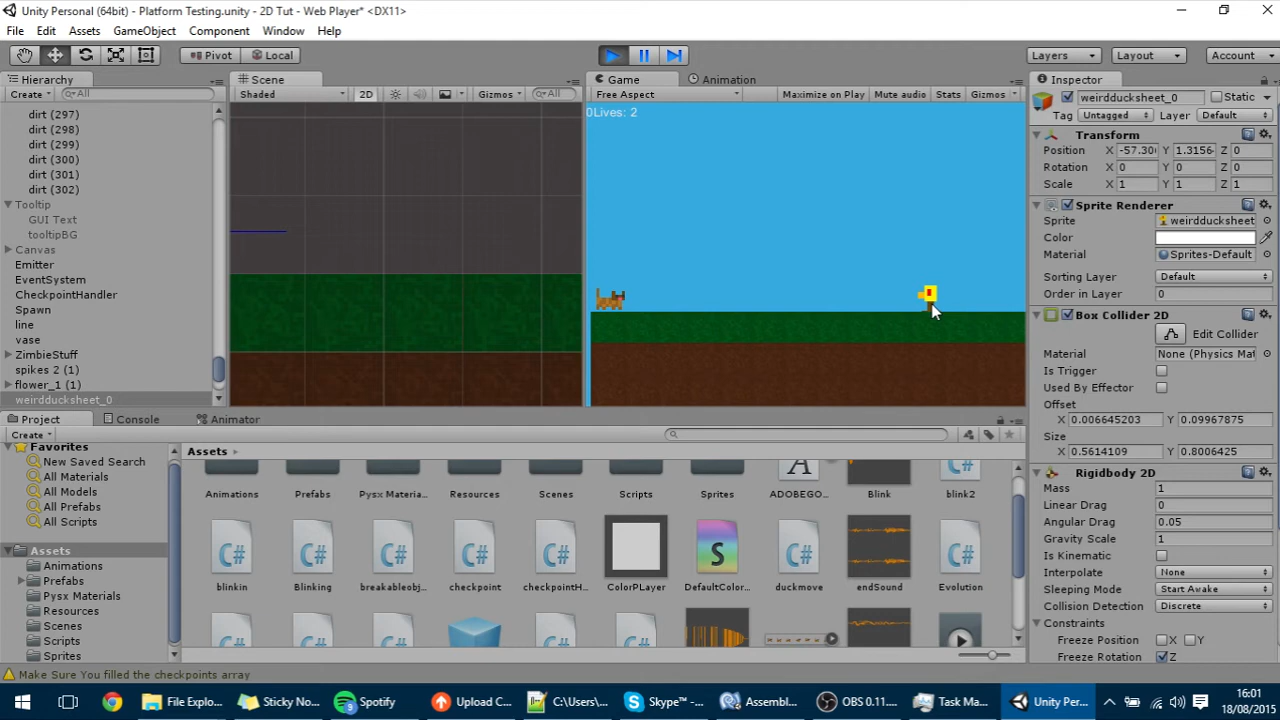 Unity Personal (64bit) - Platform Testing.unity - 2D Tut - Web Player* <DX11>
File Edit Assets GameObject Component Window Help
Pivot Local Layers Layout Account
Hierarchy
Create All
dirt (297)
dirt (298)
dirt (299)
dirt (300)
dirt (301)
dirt (302)
Tooltip
GUI Text
tooltipBG
Canvas
Emitter
EventSystem
CheckpointHandler
Spawn
line
vase
ZimbieStuff
spikes 2 (1)
flower_1 (1)
weirdducksheet_0
Scene
Shaded 2D Gizmos All
Game Animation
Free Aspect Maximize on Play Mute audio Stats Gizmos
0Lives: 2
Inspector
weirdducksheet_0 Static
Tag Untagged Layer Default
Transform
Position X -57.30 Y 1.3156 Z 0
Rotation X 0 Y 0 Z 0
Scale X 1 Y 1 Z 1
Sprite Renderer
Sprite weirdducksheet
Color
Material Sprites-Default
Sorting Layer Default
Order in Layer 0
Box Collider 2D
Edit Collider
Material None (Physics Mat
Is Trigger
Used By Effector
Offset
X 0.006645203 Y 0.09967875
Size
X 0.5614109 Y 0.8006425
Rigidbody 2D
Mass 1
Linear Drag 0
Angular Drag 0.05
Gravity Scale 1
Is Kinematic
Interpolate None
Sleeping Mode Start Awake
Collision Detection Discrete
Constraints
Freeze Position X Y
Freeze Rotation Z
Project Console Animator
Create
Favorites
New Saved Search
All Materials
All Models
All Prefabs
All Scripts
Assets
Animations
Prefabs
Pysx Materials
Resources
Scenes
Scripts
Sprites
Assets
Animations Prefabs Pysx Materia... Resources Scenes Scripts Sprites ADOBEGO... Blink blink2
blinkin Blinking breakableobj... checkpoint checkpointH... ColorPLayer DefaultColor... duckmove endSound Evolution
Make Sure You filled the checkpoints array
File Explo... Sticky No... Spotify Upload C... C:\Users\... Skype™ -... Assembl... OBS 0.11.... Task Ma... Unity Per...
16:01
18/08/2015